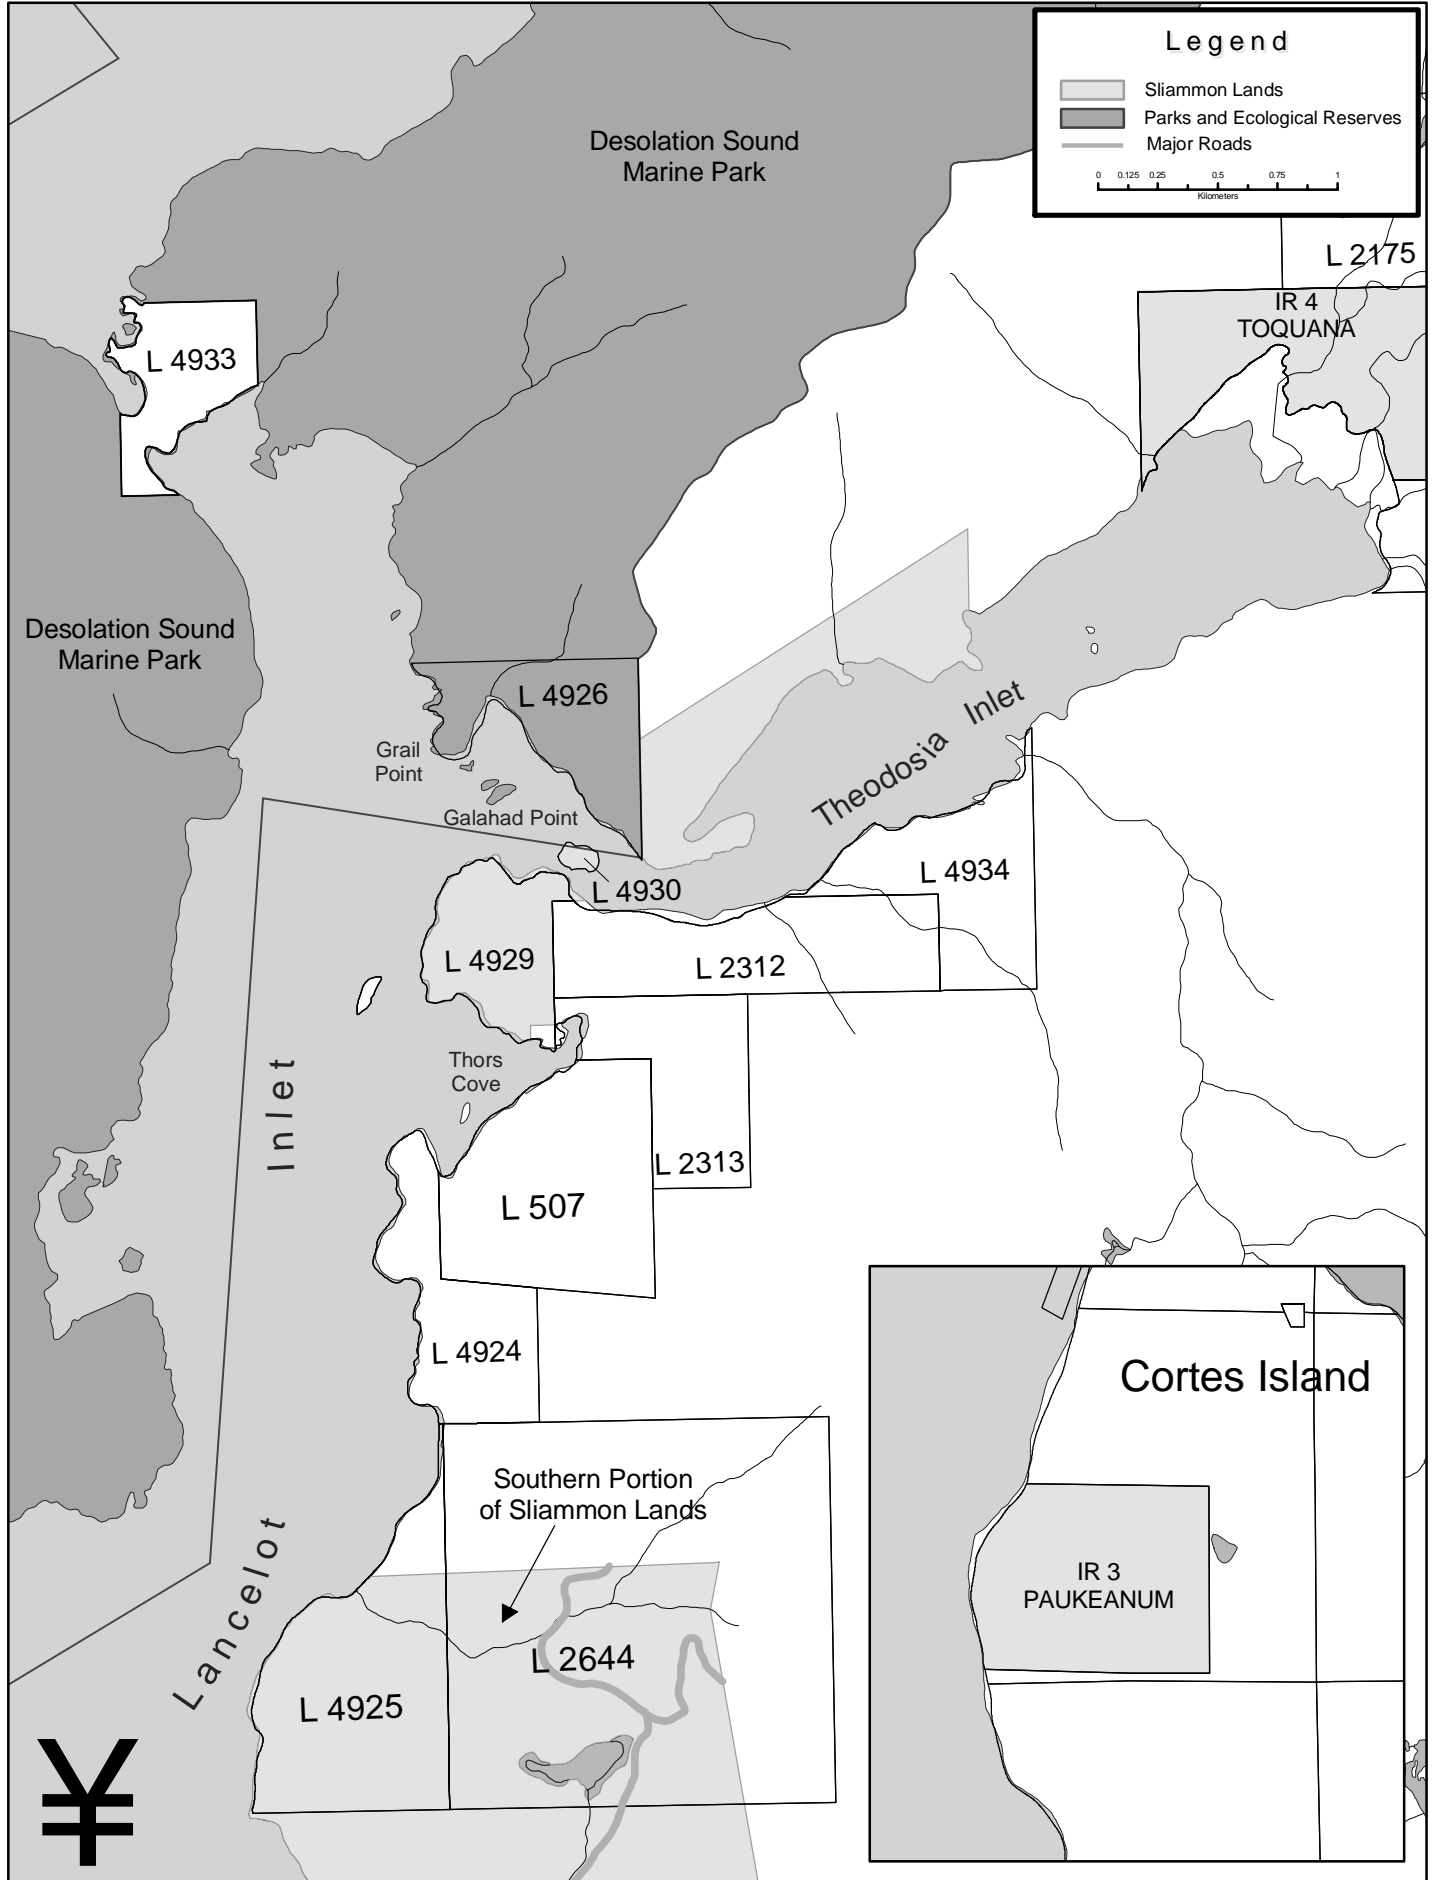 Legend
Sliammon Lands
Parks and Ecological Reserves
Major Roads
0 0.125 0.25 0.5 0.75 1
Kilometers
Desolation Sound
Marine Park
L 2175
IR 4
TOQUANA
L 4933
Desolation Sound
Marine Park
L 4926
Grail
Point
Galahad Point
Theodosia Inlet
L 4930
L 4934
L 4929
L 2312
Thors
Cove
L 2313
L 507
L 4924
Lancelot Inlet
Southern Portion
of Sliammon Lands
L 2644
L 4925
Cortes Island
IR 3
PAUKEANUM
¥